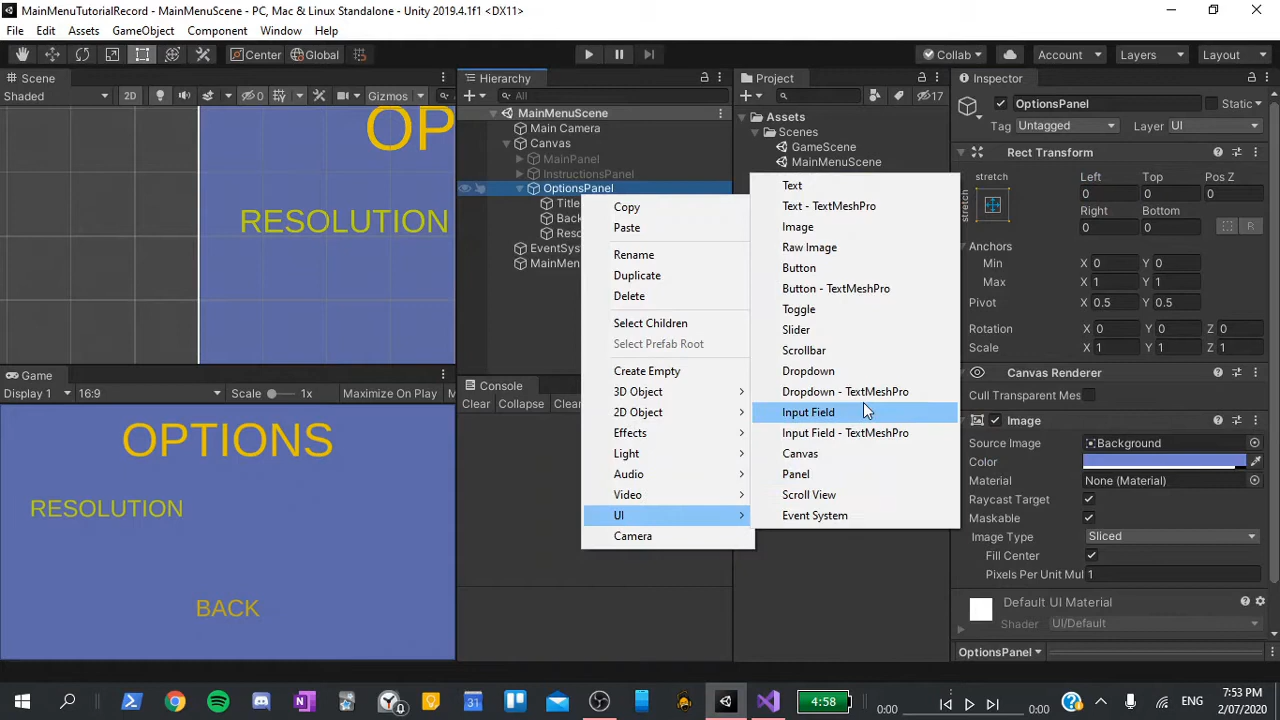 MainMenuTutorialRecord - MainMenuScene - PC, Mac & Linux Standalone - Unity 2019.4.1f1 <DX11>
File Edit Assets GameObject Component Window Help
Center Global Collab Account Layers Layout
Scene
Shaded 2D 0 Gizmos
OP
RESOLUTION
Game
Display 1 16:9 Scale 1x Maximize On Play M
OPTIONS
RESOLUTION
BACK
Hierarchy
All
MainMenuScene
Main Camera
Canvas
MainPanel
InstructionsPanel
OptionsPanel
Title
Back
Reso
EventSys
MainMen
Console
Clear Collapse Clear
Copy
Paste
Rename
Duplicate
Delete
Select Children
Select Prefab Root
Create Empty
3D Object
2D Object
Effects
Light
Audio
Video
UI
Camera
Project
17
Assets
Scenes
GameScene
MainMenuScene
Text
Text - TextMeshPro
Image
Raw Image
Button
Button - TextMeshPro
Toggle
Slider
Scrollbar
Dropdown
Dropdown - TextMeshPro
Input Field
Input Field - TextMeshPro
Canvas
Panel
Scroll View
Event System
Inspector
OptionsPanel Static
Tag Untagged Layer UI
Rect Transform
stretch
stretch
Left Top Pos Z
0 0 0
Right Bottom
0 0 R
Anchors
Min X 0 Y 0
Max X 1 Y 1
Pivot X 0.5 Y 0.5
Rotation X 0 Y 0 Z 0
Scale X 1 Y 1 Z 1
Canvas Renderer
Cull Transparent Mes
Image
Source Image Background
Color
Material None (Material)
Raycast Target
Maskable
Image Type Sliced
Fill Center
Pixels Per Unit Mul 1
Default UI Material
Shader UI/Default
OptionsPanel
4:58 0:00 0:00 ENG 7:53 PM
2/07/2020